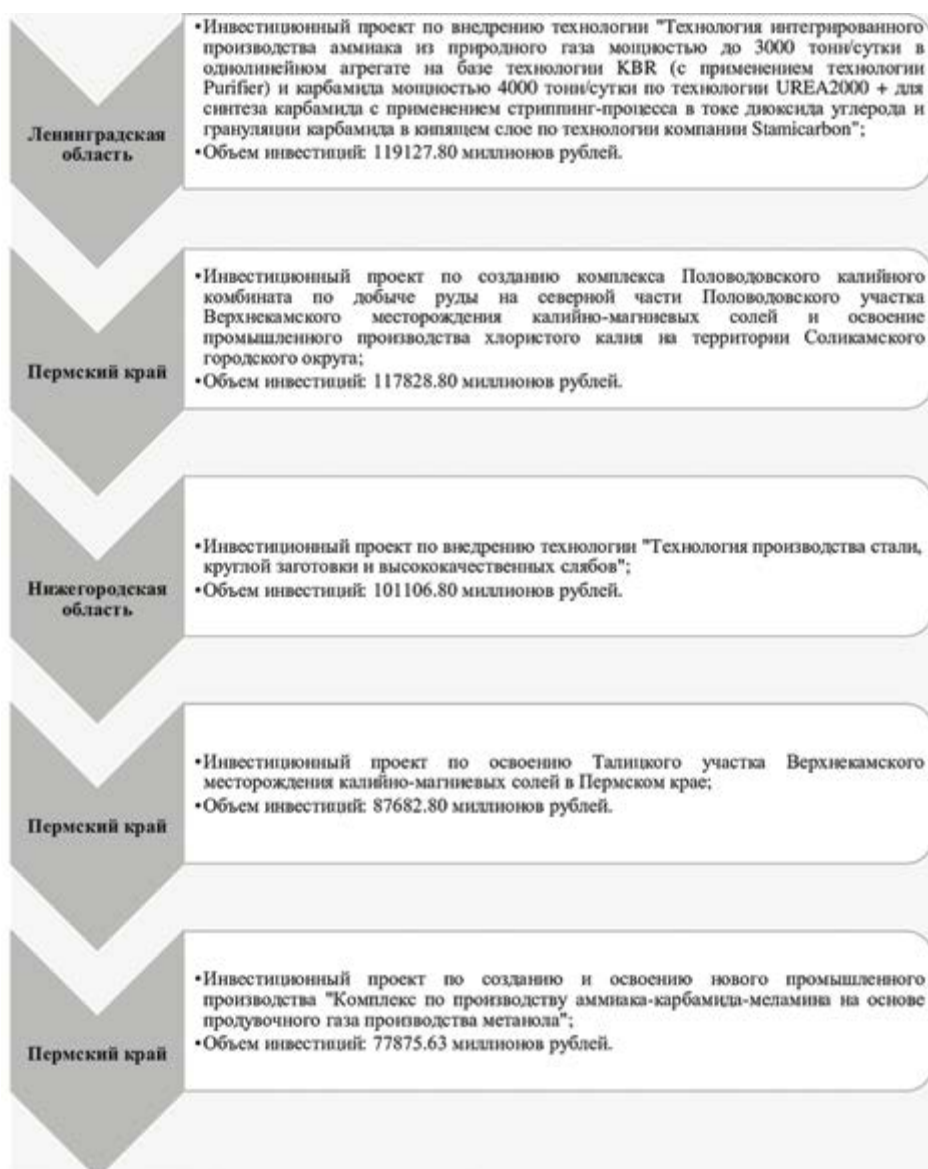 •Инвестиционный проект по внедрению технологии "Технология интегрированного
производства аммиака из природного газа мощностью до 3000 тонн/сутки в
однолинейном агрегате на базе технологии KBR (с применением технологии
Purifier) и карбамида мощностью 4000 тонн/сутки по технологии UREA2000 + для
синтеза карбамида с применением стриппинг-процесса в токе диоксида углерода и
грануляции карбамида в кипящем слое по технологии компании Stamicarbon";
•Объем инвестиций: 119127.80 миллионов рублей.
Ленинградская
область
•Инвестиционный проект по созданию комплекса Половодовского калийного
комбината по добыче руды на северной части Половодовского участка
Верхнекамского месторождения калийно-магниевых солей и освоение
промышленного производства хлористого калия на территории Соликамского
городского округа;
•Объем инвестиций: 117828.80 миллионов рублей.
Пермский край
•Инвестиционный проект по внедрению технологии "Технология производства стали,
круглой заготовки и высококачественных слябов";
•Объем инвестиций: 101106.80 миллионов рублей.
Нижегородская
область
•Инвестиционный проект по освоению Талицкого участка Верхнекамского
месторождения калийно-магниевых солей в Пермском крае;
•Объем инвестиций: 87682.80 миллионов рублей.
Пермский край
•Инвестиционный проект по созданию и освоению нового промышленного
производства "Комплекс по производству аммиака-карбамида-меламина на основе
продувочного газа производства метанола";
•Объем инвестиций: 77875.63 миллионов рублей.
Пермский край